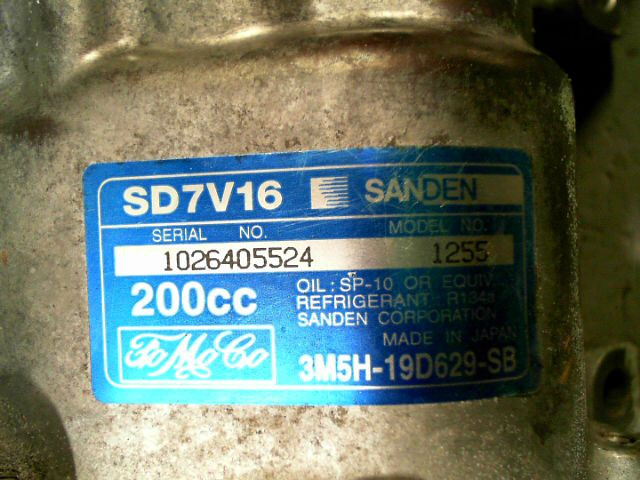 SD7V16 SANDEN
SERIAL NO. MODEL NO.
1026405524 1255
200cc OIL: SP-10 OR EQUIV.
REFRIGERANT: R134a
SANDEN CORPORATION
MADE IN JAPAN
FoMoCo 3M5H-19D629-SB